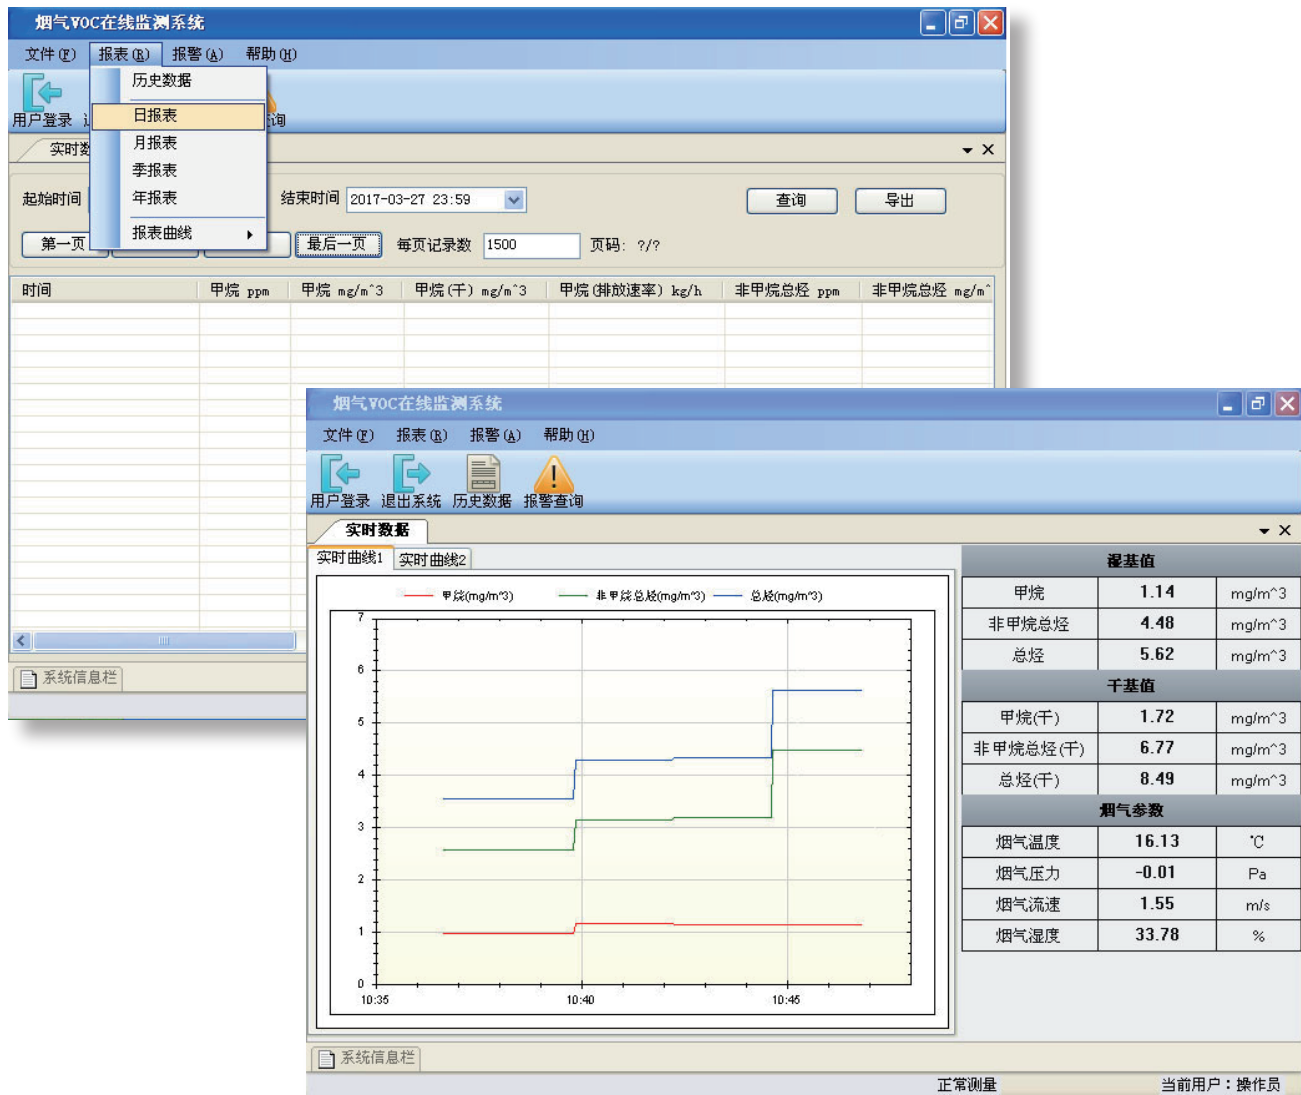 烟气VOC在线监测系统
文件(F) 报表(R) 报警(A) 帮助(H)
历史数据
日报表
月报表
季报表
年报表
报表曲线
用户登录
询
实时数
起始时间 结束时间 2017-03-27 23:59 查询 导出
第一页 最后一页 每页记录数 1500 页码: ?/?
时间 甲烷 ppm 甲烷 mg/m^3 甲烷(干) mg/m^3 甲烷(排放速率) kg/h 非甲烷总烃 ppm 非甲烷总烃 mg/m^
系统信息栏
烟气VOC在线监测系统
文件(F) 报表(R) 报警(A) 帮助(H)
用户登录 退出系统 历史数据 报警查询
实时数据
实时曲线1 实时曲线2
甲烷(mg/m^3) 非甲烷总烃(mg/m^3) 总烃(mg/m^3)
7
6
5
4
3
2
1
0
10:35 10:40 10:45
湿基值
甲烷 1.14 mg/m^3
非甲烷总烃 4.48 mg/m^3
总烃 5.62 mg/m^3
干基值
甲烷(干) 1.72 mg/m^3
非甲烷总烃(干) 6.77 mg/m^3
总烃(干) 8.49 mg/m^3
烟气参数
烟气温度 16.13 ℃
烟气压力 -0.01 Pa
烟气流速 1.55 m/s
烟气湿度 33.78 %
系统信息栏
正常测量 当前用户：操作员